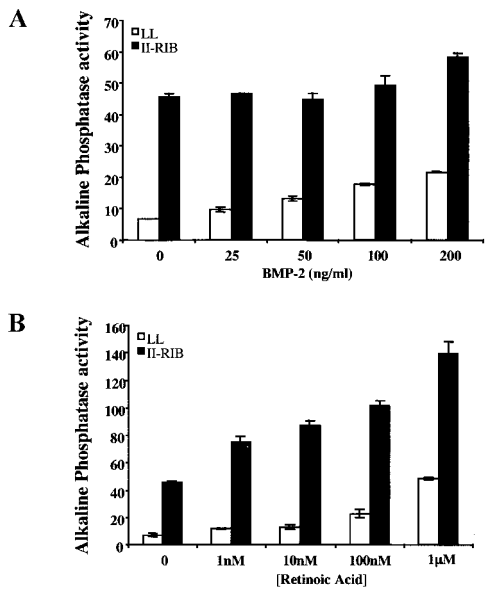 A
Alkaline Phosphatase activity
LL
II-RIB
70
60
50
40
30
20
10
0
0 25 50 100 200
BMP-2 (ng/ml)
B
Alkaline Phosphatase activity
LL
II-RIB
160
140
120
100
80
60
40
20
0
0 1nM 10nM 100nM 1μM
[Retinoic Acid]